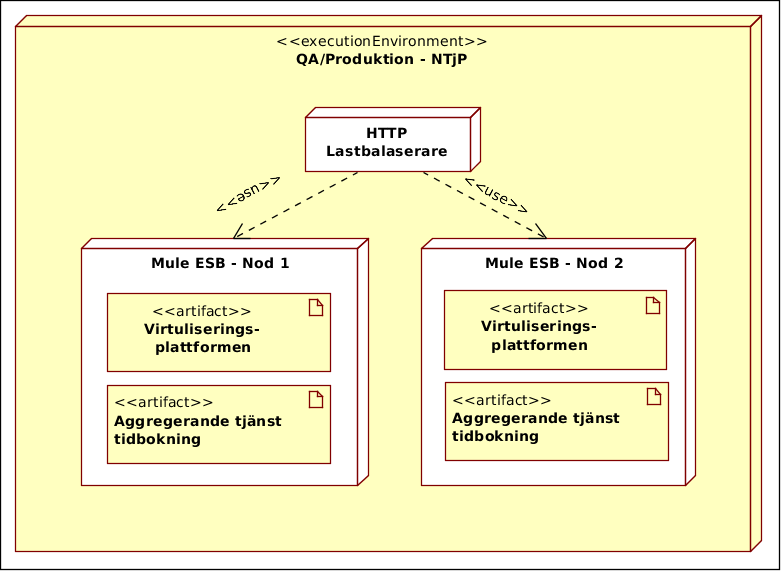 <<executionEnvironment>>
QA/Produktion - NTjP
HTTP
Lastbalaserare
<<use>>
<<use>>
Mule ESB - Nod 1
<<artifact>>
Virtuliserings-
plattformen
<<artifact>>
Aggregerande tjänst
tidbokning
Mule ESB - Nod 2
<<artifact>>
Virtuliserings-
plattformen
<<artifact>>
Aggregerande tjänst
tidbokning